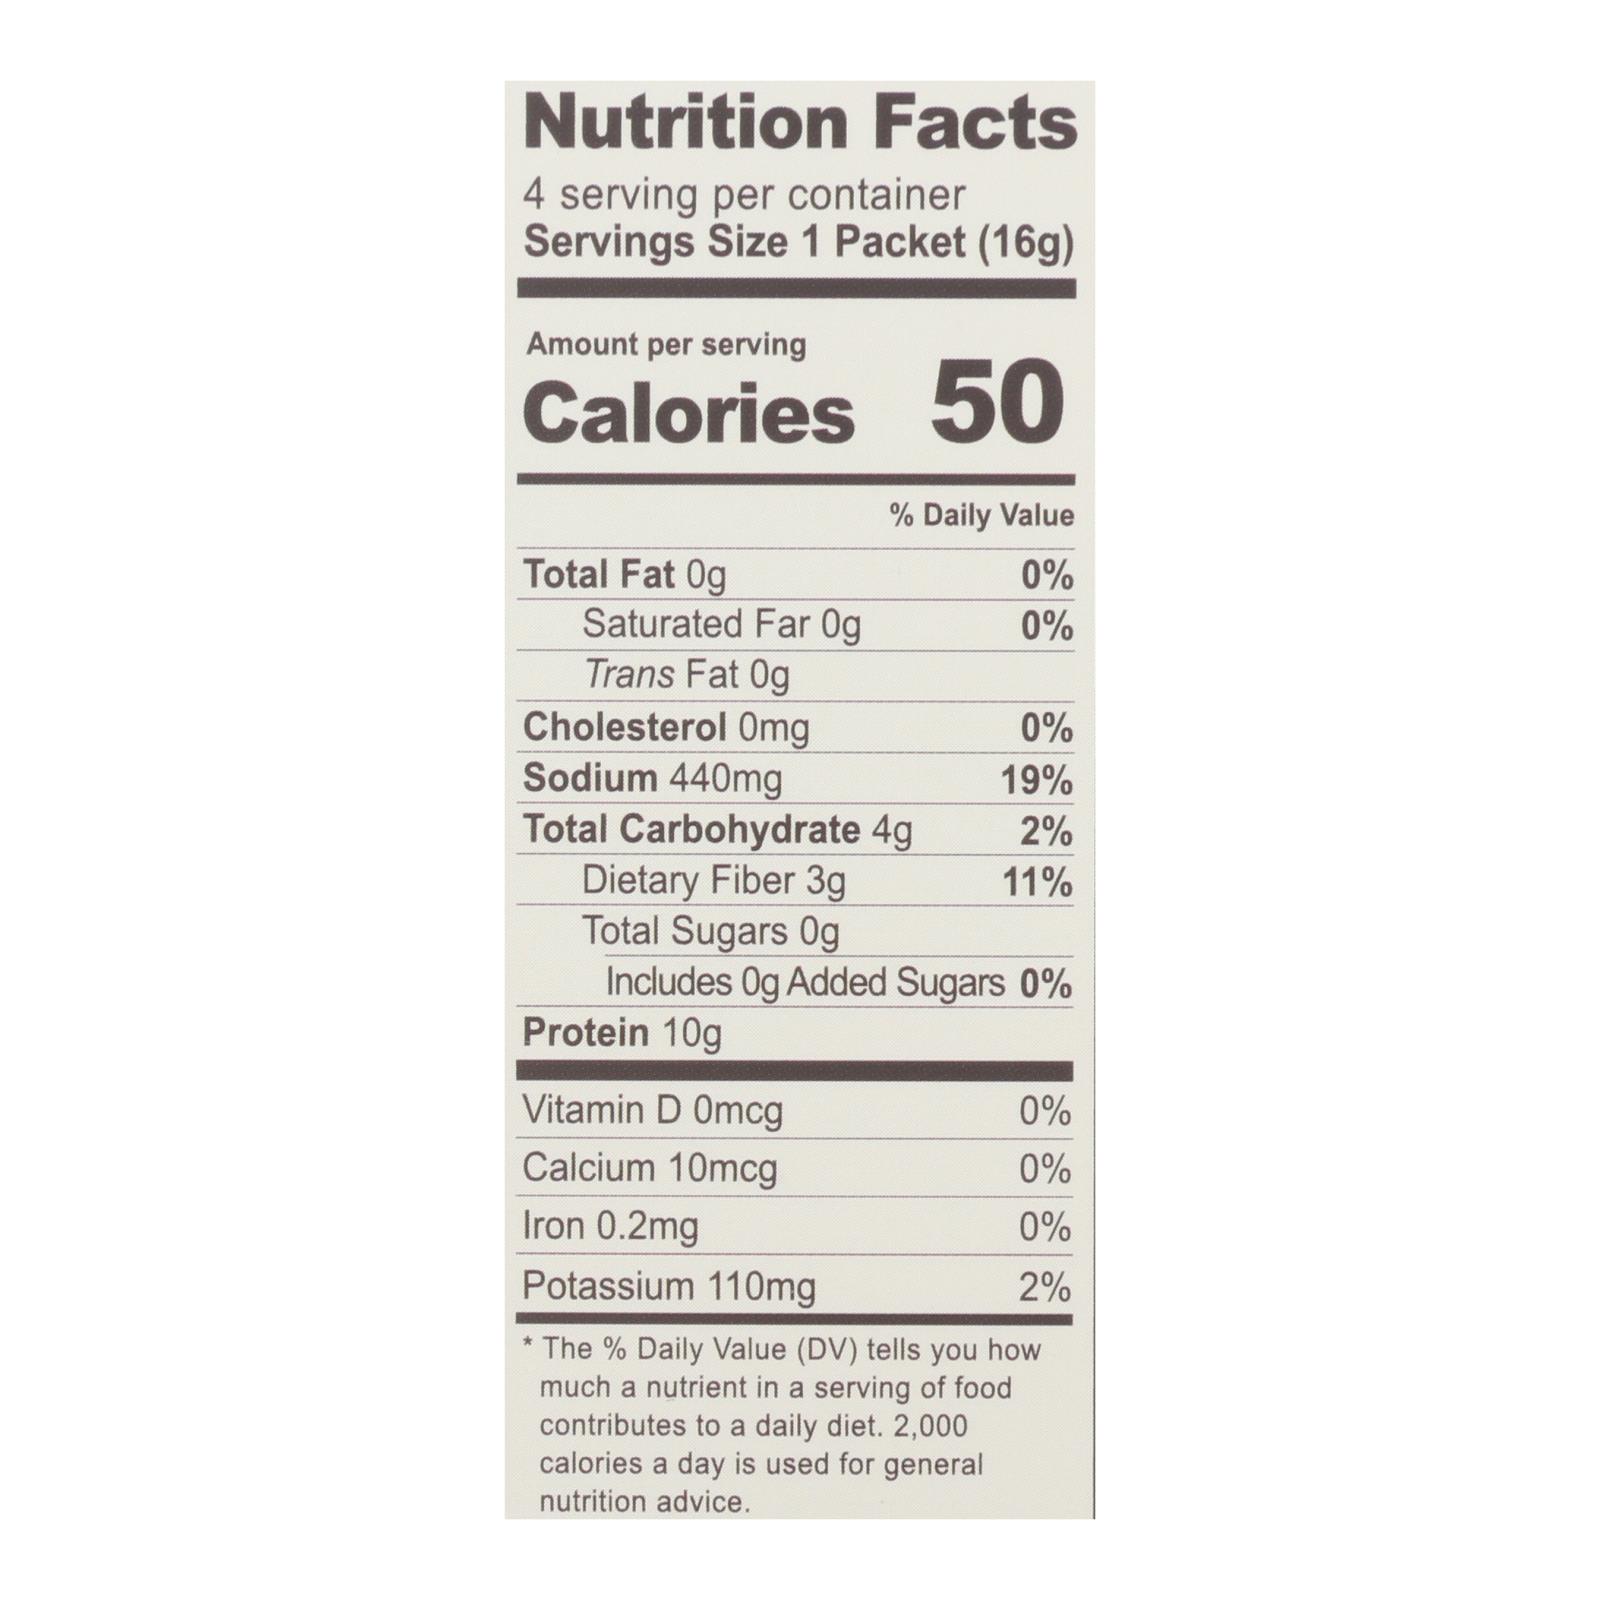 Nutrition Facts
4 serving per container
Servings Size 1 Packet (16g)
Amount per serving
Calories 50
% Daily Value
Total Fat 0g 0%
Saturated Far 0g 0%
Trans Fat 0g
Cholesterol 0mg 0%
Sodium 440mg 19%
Total Carbohydrate 4g 2%
Dietary Fiber 3g 11%
Total Sugars 0g
Includes 0g Added Sugars 0%
Protein 10g
Vitamin D 0mcg 0%
Calcium 10mcg 0%
Iron 0.2mg 0%
Potassium 110mg 2%
* The % Daily Value (DV) tells you how
much a nutrient in a serving of food
contributes to a daily diet. 2,000
calories a day is used for general
nutrition advice.